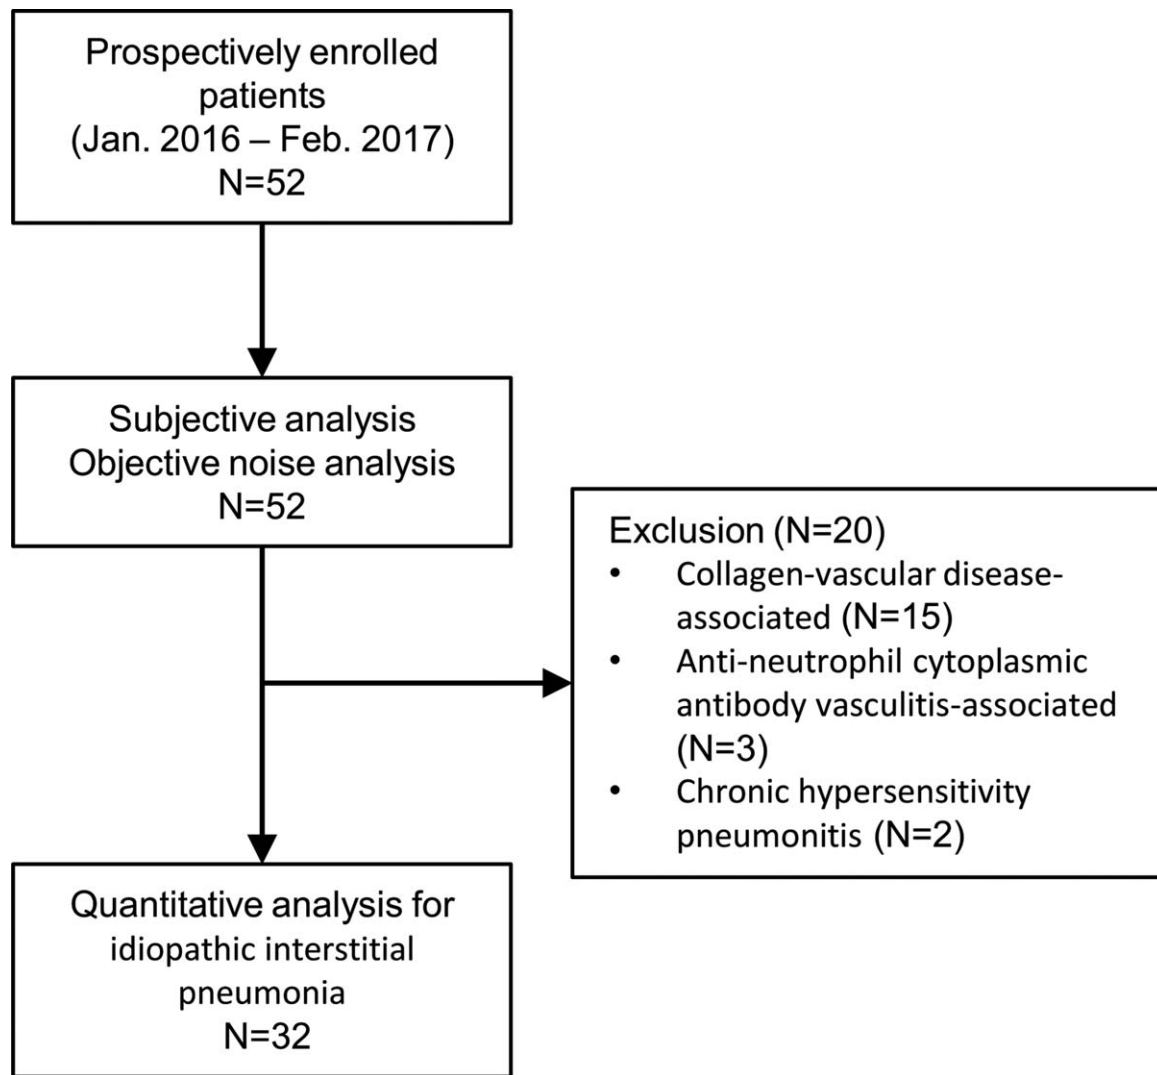 Prospectively enrolled
patients
(Jan. 2016 – Feb. 2017)
N=52
Subjective analysis
Objective noise analysis
N=52
Exclusion (N=20)
• Collagen-vascular disease-
associated (N=15)
• Anti-neutrophil cytoplasmic
antibody vasculitis-associated
(N=3)
• Chronic hypersensitivity
pneumonitis (N=2)
Quantitative analysis for
idiopathic interstitial
pneumonia
N=32